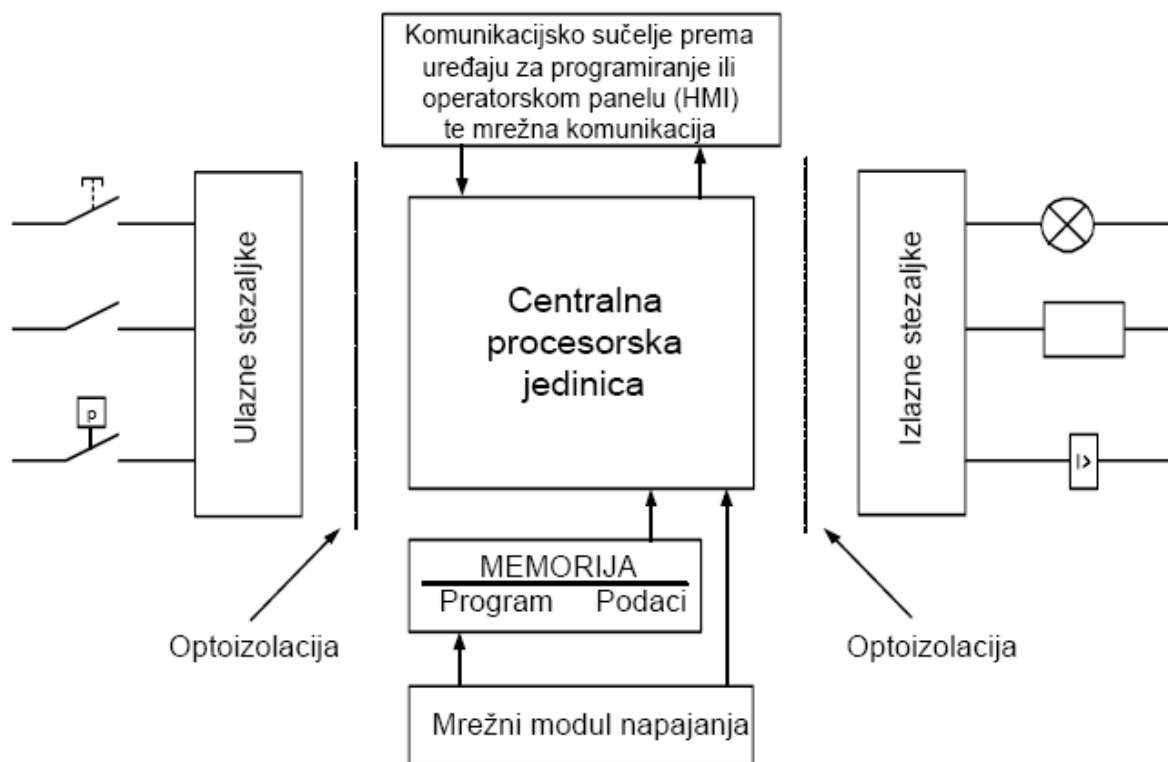 Komunikacijsko sučelje prema
uređaju za programiranje ili
operatorskom panelu (HMI)
te mrežna komunikacija
Ulazne stezaljke
p
Centralna
procesorska
jedinica
Izlazne stezaljke
MEMORIJA
Program Podaci
Optoizolacija
Optoizolacija
Mrežni modul napajanja